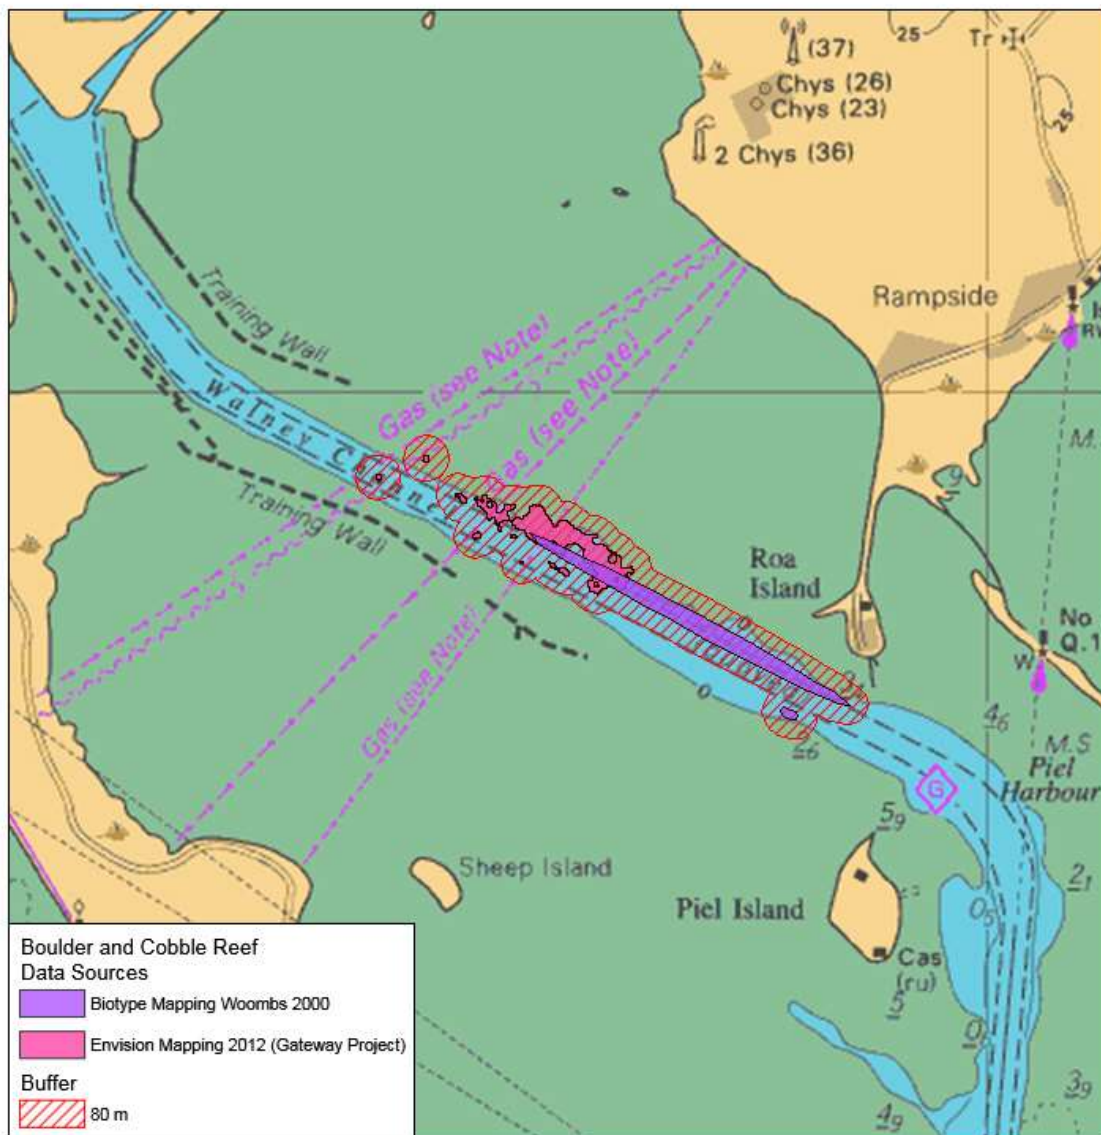 (37)
25
Tr
Chys (26)
Chys (23)
2 Chys (36)
25
Rampside
Training Wall
Gas (see Note)
Gas (see Note)
Walney Channel
Training Wall
M.
9
Roa
Island
No
Q.1
W
0
0
26
46
M.S
Piel
Harbour
G
59
Gas (see Note)
Sheep Island
21
Piel Island
05
Cas
(ru)
5
0
39
49
Boulder and Cobble Reef
Data Sources
Biotype Mapping Woombs 2000
Envision Mapping 2012 (Gateway Project)
Buffer
80 m